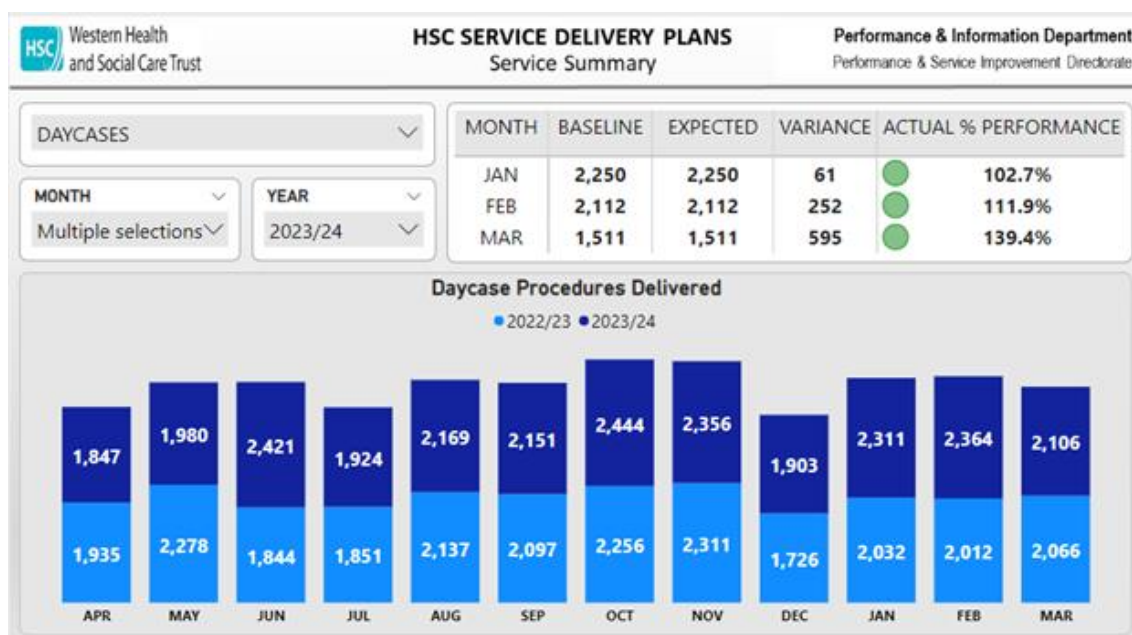 HSC
Western Health
and Social Care Trust
HSC SERVICE DELIVERY PLANS
Service Summary
Performance & Information Department
Performance & Service Improvement Directorate
DAYCASES
MONTH
Multiple selections
YEAR
2023/24
MONTH BASELINE EXPECTED VARIANCE ACTUAL % PERFORMANCE
JAN 2,250 2,250 61 102.7%
FEB 2,112 2,112 252 111.9%
MAR 1,511 1,511 595 139.4%
Daycase Procedures Delivered
2022/23 2023/24
1,847 1,980 2,421 1,924 2,169 2,151 2,444 2,356 1,903 2,311 2,364 2,106
1,935 2,278 1,844 1,851 2,137 2,097 2,256 2,311 1,726 2,032 2,012 2,066
APR MAY JUN JUL AUG SEP OCT NOV DEC JAN FEB MAR